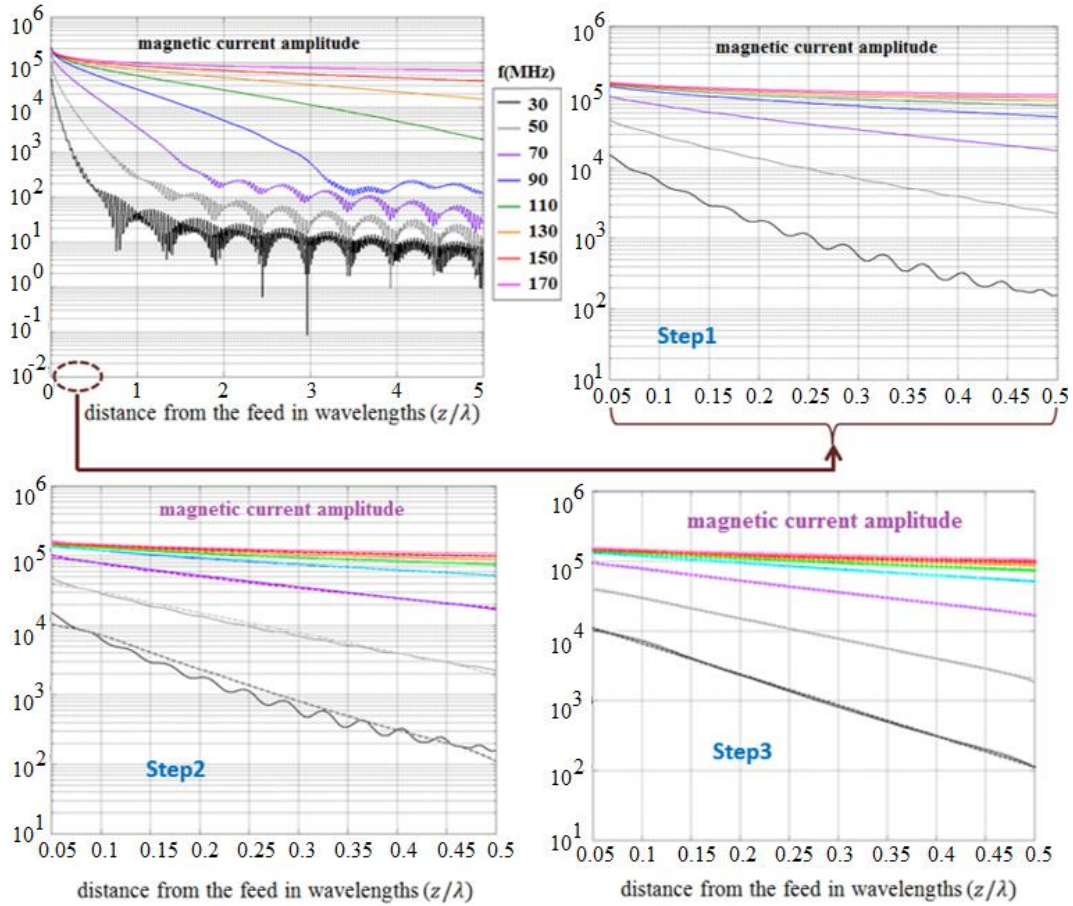 magnetic current amplitude
10^6
10^5
10^4
10^3
10^2
10^1
10^0
10^-1
10^-2
0 1 2 3 4 5
distance from the feed in wavelengths (z/λ)
f(MHz)
30
50
70
90
110
130
150
170
magnetic current amplitude
10^6
10^5
10^4
10^3
10^2
10^1
Step1
0.05 0.1 0.15 0.2 0.25 0.3 0.35 0.4 0.45 0.5
magnetic current amplitude
10^6
10^5
10^4
10^3
10^2
10^1
Step2
0.05 0.1 0.15 0.2 0.25 0.3 0.35 0.4 0.45 0.5
distance from the feed in wavelengths (z/λ)
magnetic current amplitude
10^6
10^5
10^4
10^3
10^2
10^1
Step3
0.05 0.1 0.15 0.2 0.25 0.3 0.35 0.4 0.45 0.5
distance from the feed in wavelengths (z/λ)